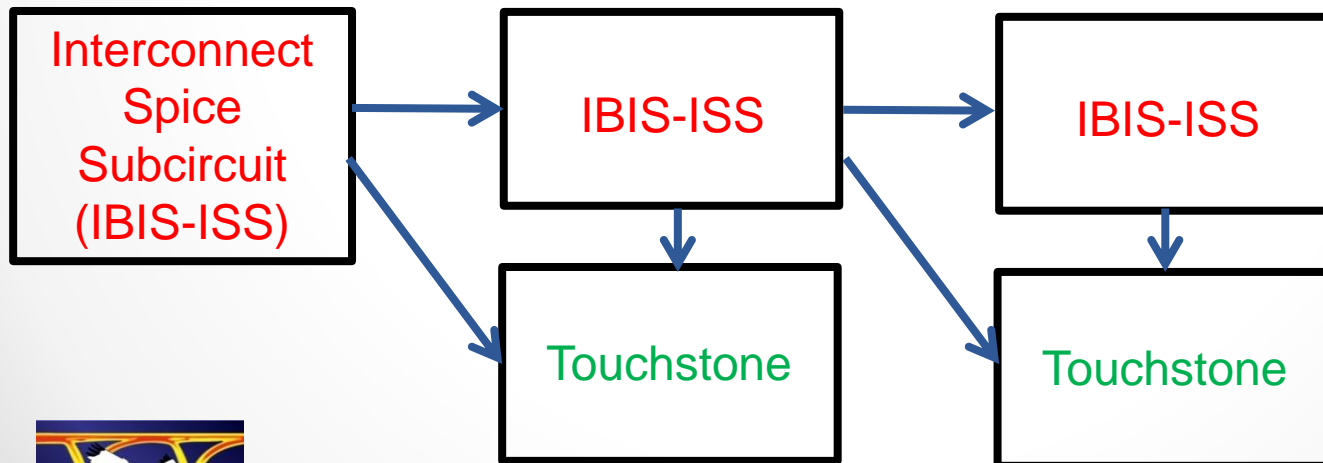 Interconnect
Spice
Subcircuit
(IBIS-ISS)
IBIS-ISS
IBIS-ISS
Touchstone
Touchstone